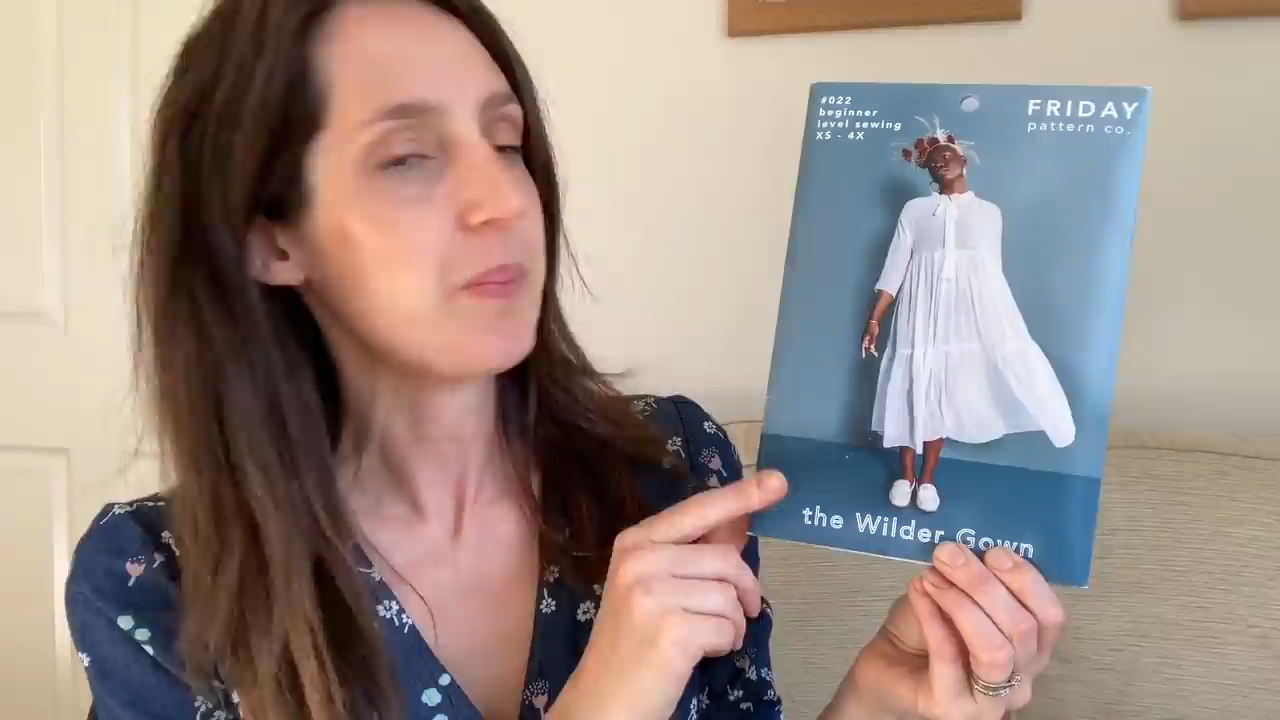 #022
beginner
level sewing
XS - 4X
FRIDAY
pattern co.
the Wilder Gown